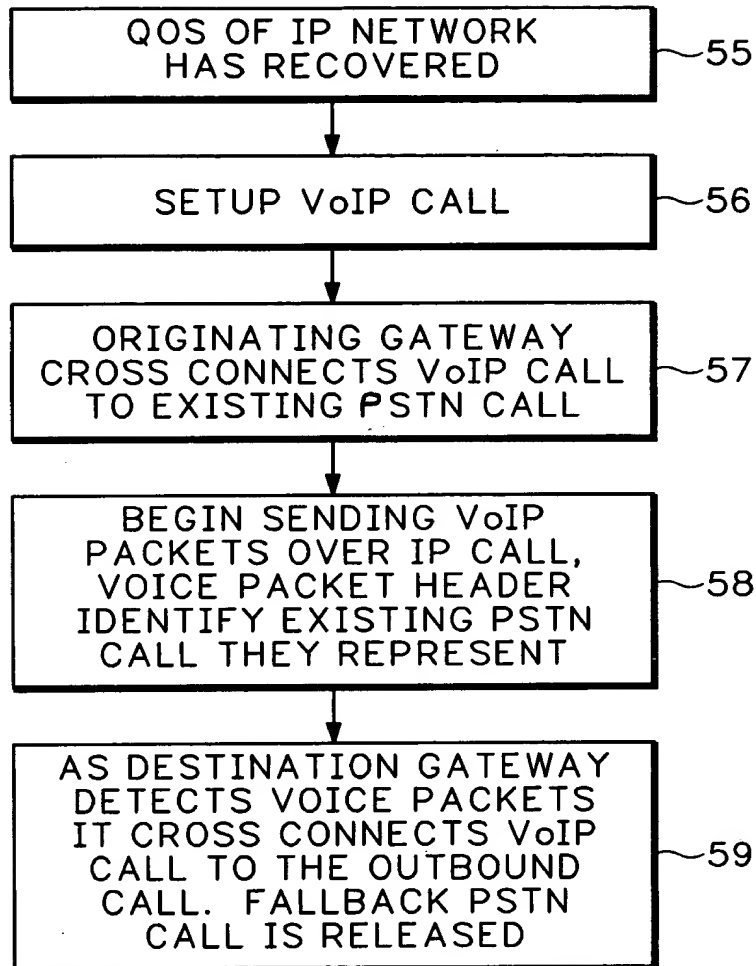 QOS OF IP NETWORK
HAS RECOVERED
55
SETUP VoIP CALL
56
ORIGINATING GATEWAY
CROSS CONNECTS VoIP CALL
TO EXISTING PSTN CALL
57
BEGIN SENDING VoIP
PACKETS OVER IP CALL,
VOICE PACKET HEADER
IDENTIFY EXISTING PSTN
CALL THEY REPRESENT
58
AS DESTINATION GATEWAY
DETECTS VOICE PACKETS
IT CROSS CONNECTS VoIP
CALL TO THE OUTBOUND
CALL. FALLBACK PSTN
CALL IS RELEASED
59